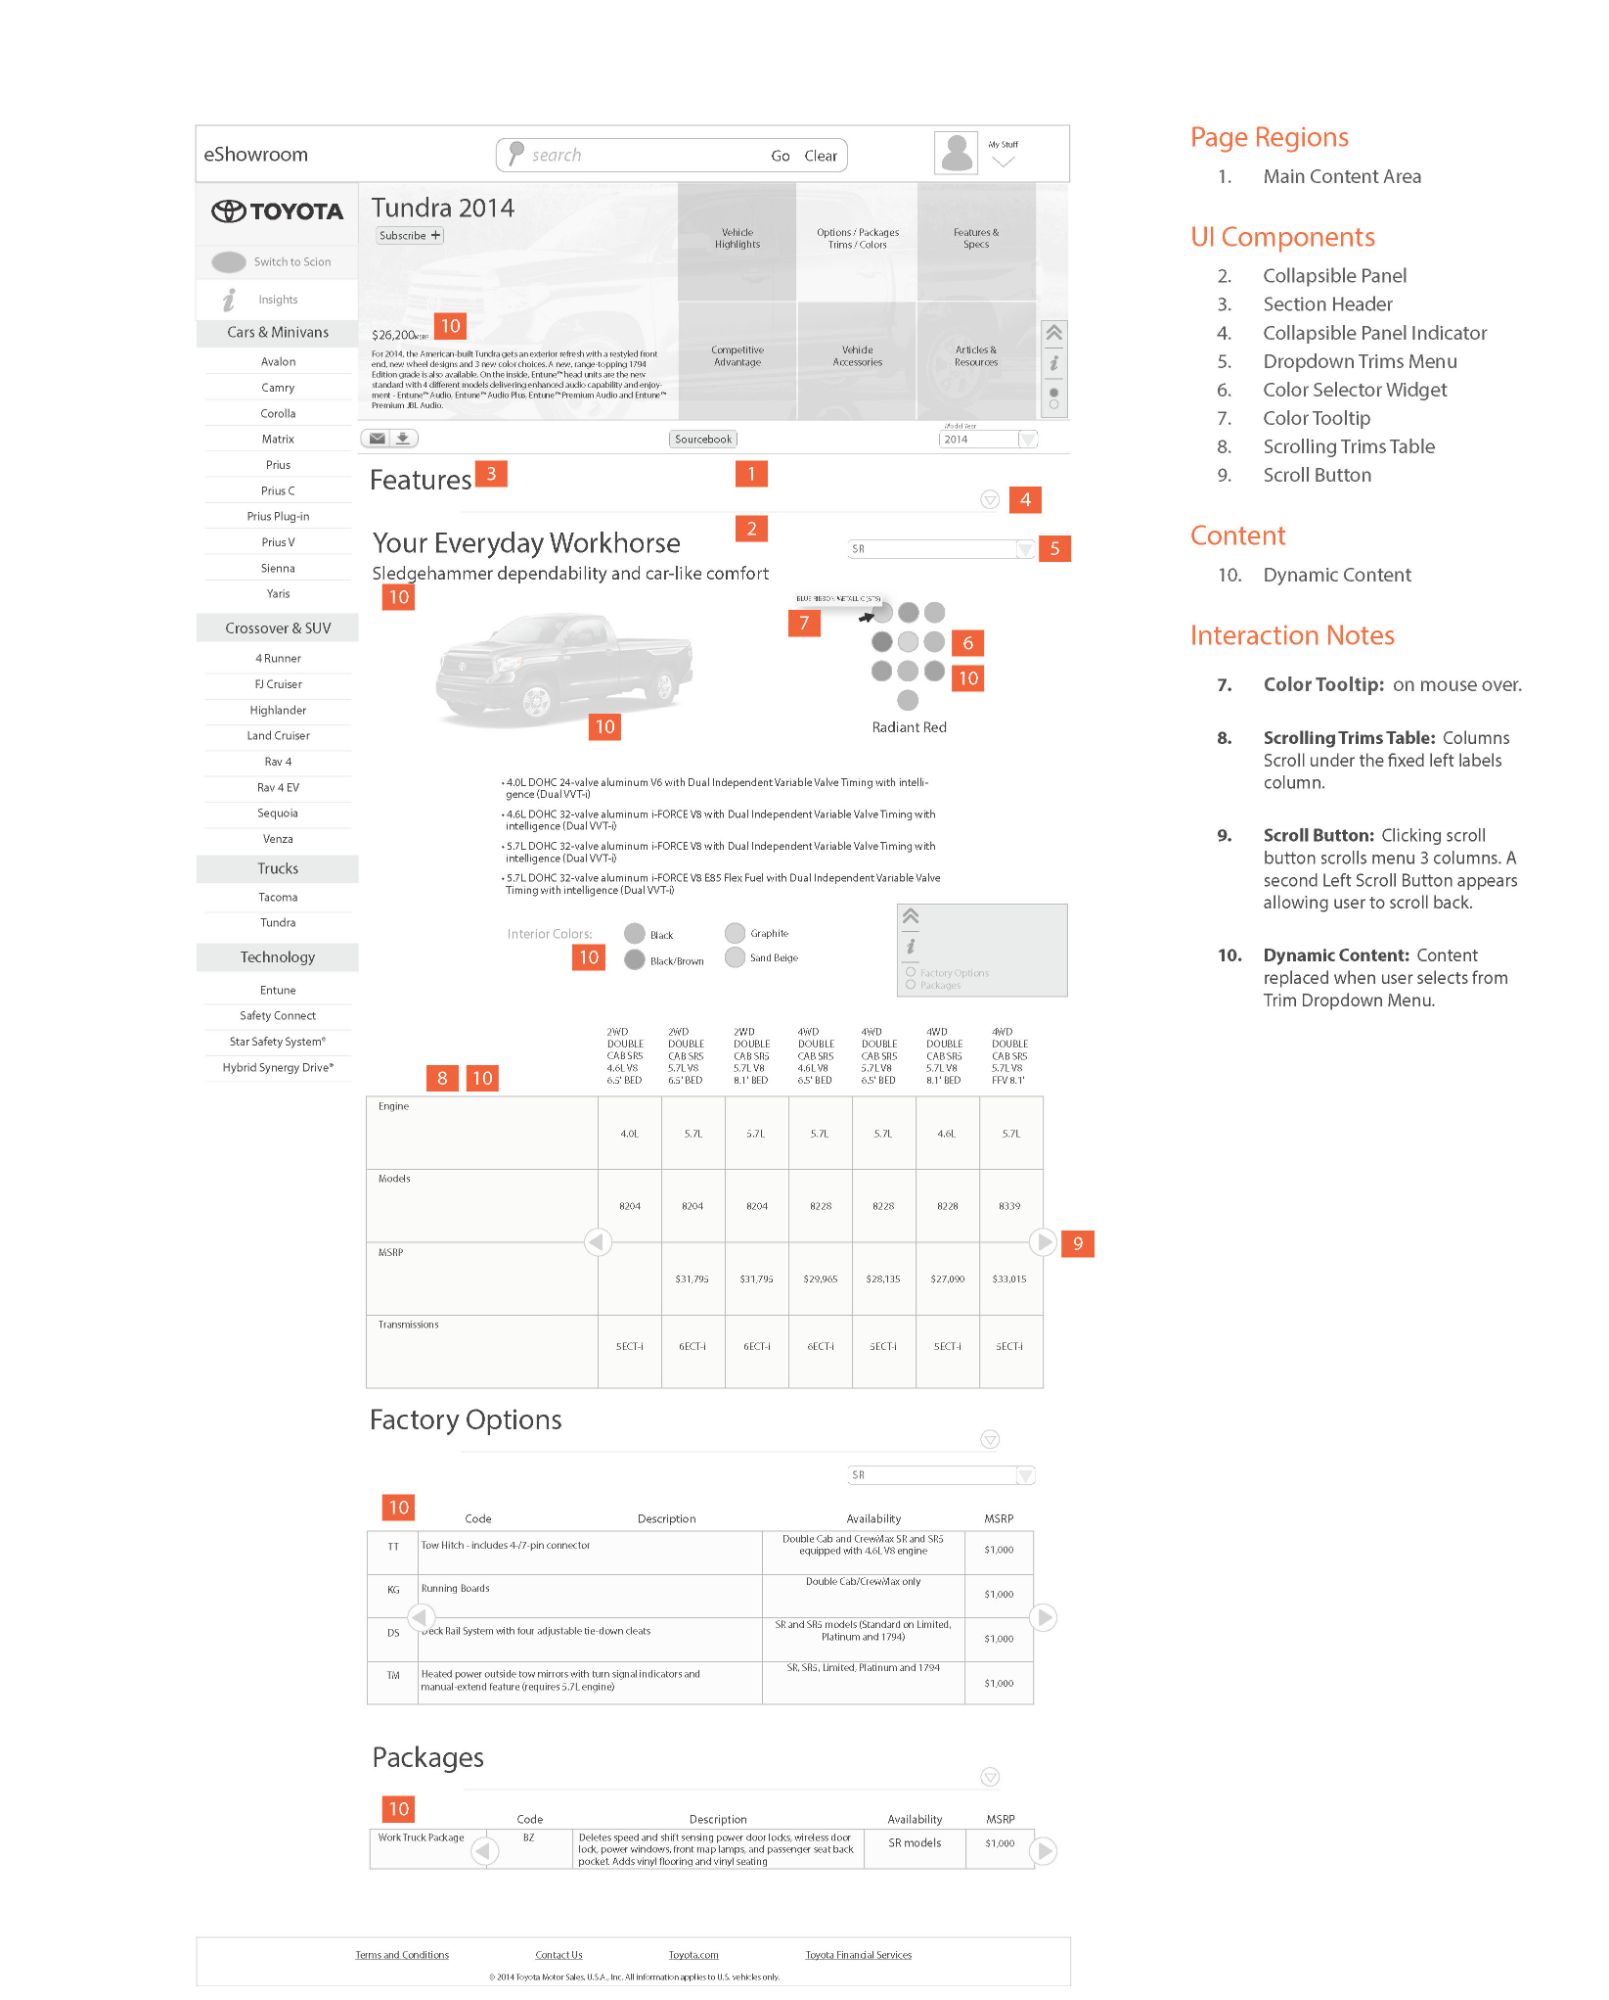 eShowroom
search
Go
Clear
My Stuff
TOYOTA
Switch to Scion
Insights
Cars & Minivans
Avalon
Camry
Corolla
Matrix
Prius
Prius C
Prius Plug-in
Prius V
Sienna
Yaris
Crossover & SUV
4 Runner
FJ Cruiser
Highlander
Land Cruiser
Rav 4
Rav 4 EV
Sequoia
Venza
Trucks
Tacoma
Tundra
Technology
Entune
Safety Connect
Star Safety System®
Hybrid Synergy Drive®
Tundra 2014
Subscribe +
$26,200 MSRP
10
For 2014, the American-built Tundra gets an exterior refresh with a restyled front
end, new wheel designs and 3 new color choices. A new, range-topping 1794
Edition grade is also available. On the inside, Entune™ head units are the new
standard with 4 different models delivering enhanced audio capability and enjoy-
ment - Entune™ Audio, Entune™ Audio Plus, Entune™ Premium Audio and Entune™
Premium JBL Audio.
Vehicle
Highlights
Options / Packages
Trims / Colors
Features &
Specs
Competitive
Advantage
Vehicle
Accessories
Articles &
Resources
i
Sourcebook
Model Year
2014
Features
3
1
4
2
Your Everyday Workhorse
SR
5
Sledgehammer dependability and car-like comfort
10
7
6
10
10
Radiant Red
• 4.0L DOHC 24-valve aluminum V6 with Dual Independent Variable Valve Timing with intelli-
gence (Dual VVT-i)
• 4.6L DOHC 32-valve aluminum i-FORCE V8 with Dual Independent Variable Valve Timing with
intelligence (Dual VVT-i)
• 5.7L DOHC 32-valve aluminum i-FORCE V8 with Dual Independent Variable Valve Timing with
intelligence (Dual VVT-i)
• 5.7L DOHC 32-valve aluminum i-FORCE V8 E85 Flex Fuel with Dual Independent Variable Valve
Timing with intelligence (Dual VVT-i)
Interior Colors:
10
Black
Graphite
Black/Brown
Sand Beige
i
Factory Options
Packages
8
10
2WD DOUBLE CAB SR5 4.6L V8 6.5' BED
2WD DOUBLE CAB SR5 5.7L V8 6.5' BED
2WD DOUBLE CAB SR5 5.7L V8 8.1' BED
4WD DOUBLE CAB SR5 4.6L V8 6.5' BED
4WD DOUBLE CAB SR5 5.7L V8 6.5' BED
4WD DOUBLE CAB SR5 5.7L V8 8.1' BED
4WD DOUBLE CAB SR5 5.7L V8 FFV 8.1'
Engine
4.0L 5.7L 5.7L 5.7L 5.7L 4.6L 5.7L
Models
8204 8204 8204 8228 8228 8228 8339
MSRP
$31,795 $31,795 $29,965 $28,135 $27,090 $33,015
9
Transmissions
5ECT-i 6ECT-i 6ECT-i 6ECT-i 5ECT-i 5ECT-i 5ECT-i
Factory Options
SR
10
Code Description Availability MSRP
TT Tow Hitch - includes 4-/7-pin connector
Double Cab and CrewMax SR and SR5
equipped with 4.6L V8 engine
$1,000
KG Running Boards
Double Cab/CrewMax only
$1,000
DS Deck Rail System with four adjustable tie-down cleats
SR and SR5 models (Standard on Limited,
Platinum and 1794)
$1,000
TM Heated power outside tow mirrors with turn signal indicators and
manual-extend feature (requires 5.7L engine)
SR, SR5, Limited, Platinum and 1794
$1,000
Packages
10
Code Description Availability MSRP
Work Truck Package
BZ
Deletes speed and shift sensing power door locks, wireless door
lock, power windows, front map lamps, and passenger seat back
pocket. Adds vinyl flooring and vinyl seating
SR models
$1,000
Terms and Conditions
Contact Us
Toyota.com
Toyota Financial Services
© 2014 Toyota Motor Sales, U.S.A., Inc. All information applies to U.S. vehicles only.
Page Regions
1. Main Content Area
UI Components
2. Collapsible Panel
3. Section Header
4. Collapsible Panel Indicator
5. Dropdown Trims Menu
6. Color Selector Widget
7. Color Tooltip
8. Scrolling Trims Table
9. Scroll Button
Content
10. Dynamic Content
Interaction Notes
7. Color Tooltip: on mouse over.
8. Scrolling Trims Table: Columns
Scroll under the fixed left labels
column.
9. Scroll Button: Clicking scroll
button scrolls menu 3 columns. A
second Left Scroll Button appears
allowing user to scroll back.
10. Dynamic Content: Content
replaced when user selects from
Trim Dropdown Menu.